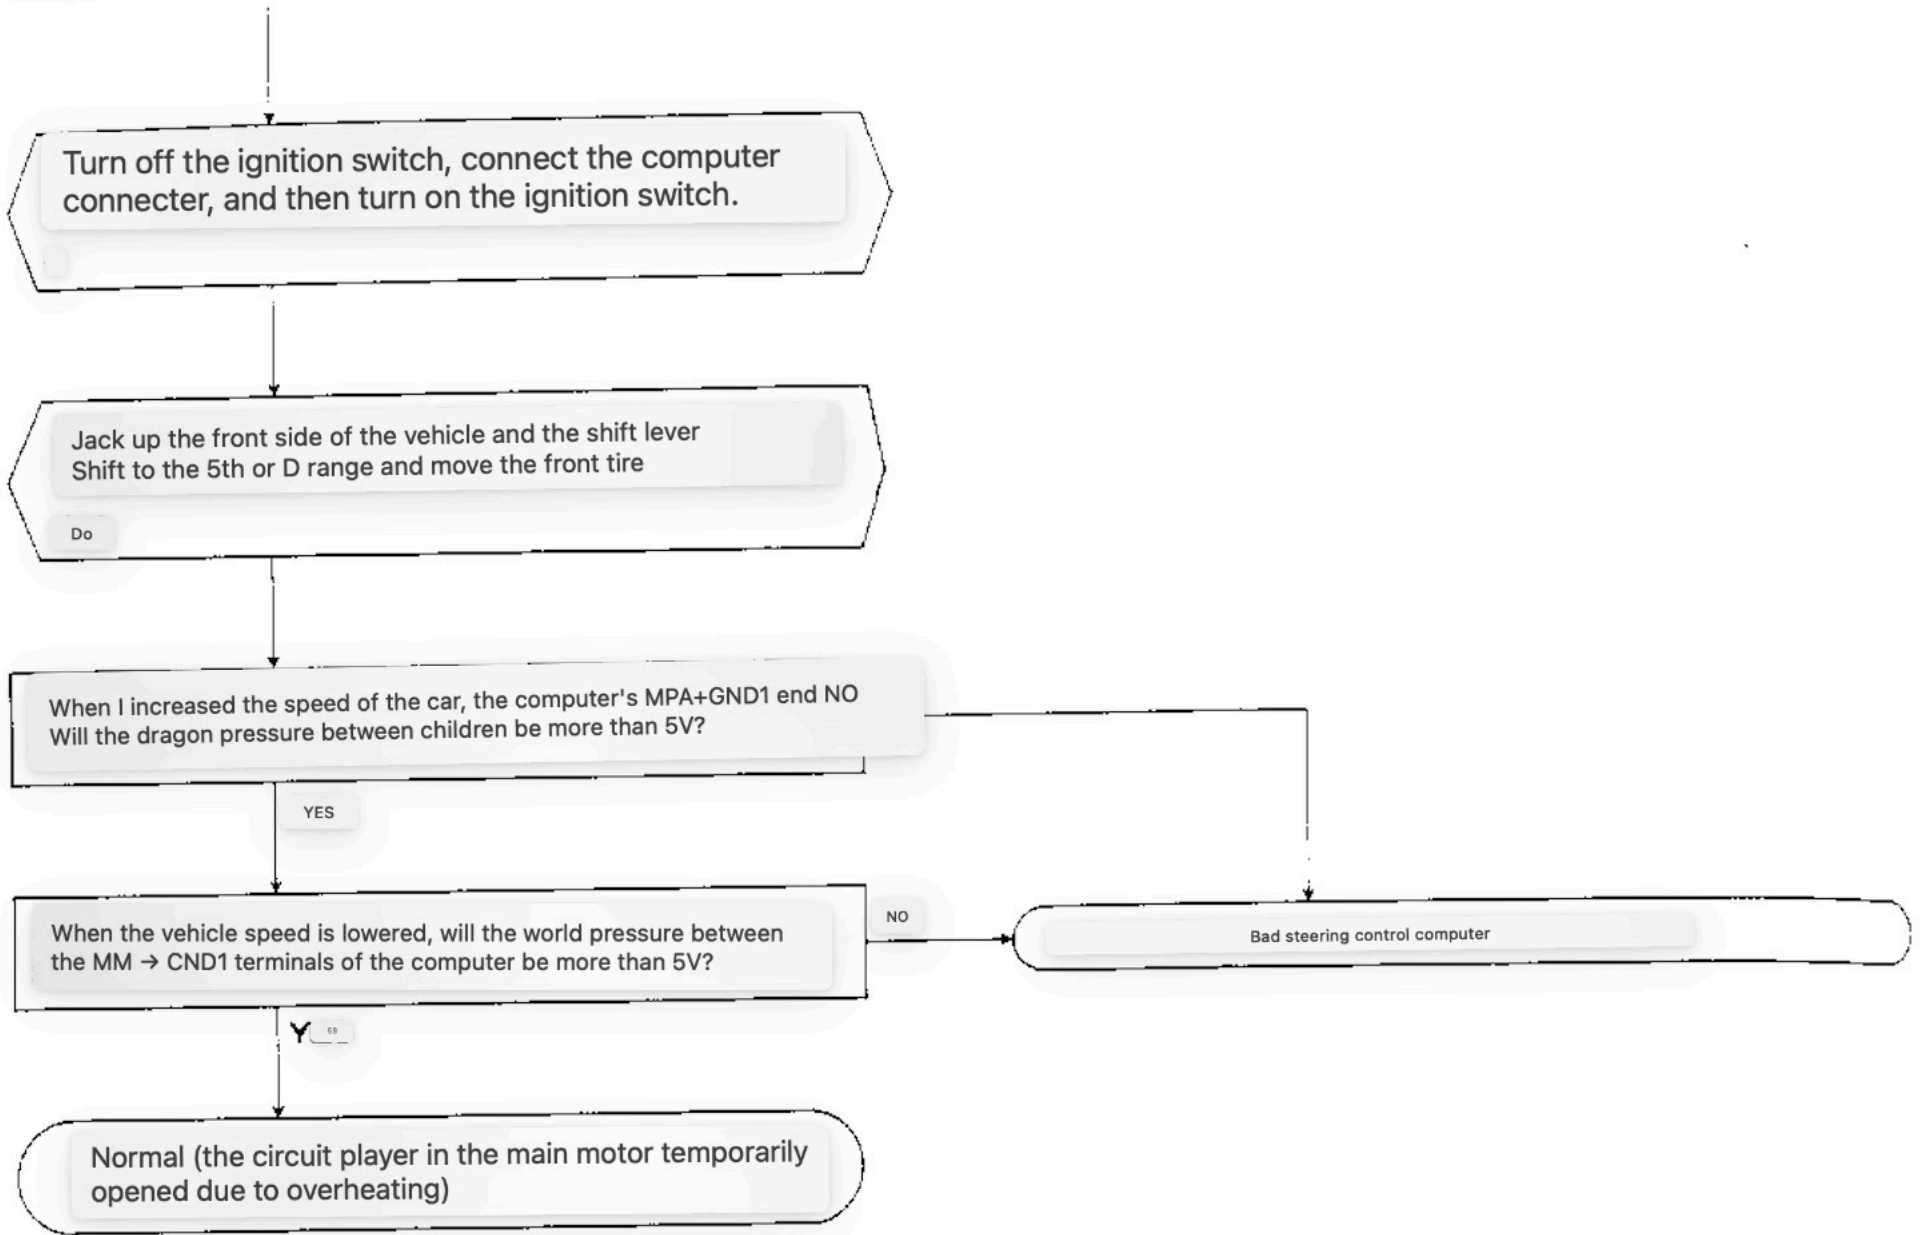 Turn off the ignition switch, connect the computer
connecter, and then turn on the ignition switch.
Jack up the front side of the vehicle and the shift lever
Shift to the 5th or D range and move the front tire
Do
When I increased the speed of the car, the computer's MPA+GND1 end NO
Will the dragon pressure between children be more than 5V?
YES
When the vehicle speed is lowered, will the world pressure between
the MM → CND1 terminals of the computer be more than 5V?
NO
Bad steering control computer
Y
Normal (the circuit player in the main motor temporarily
opened due to overheating)